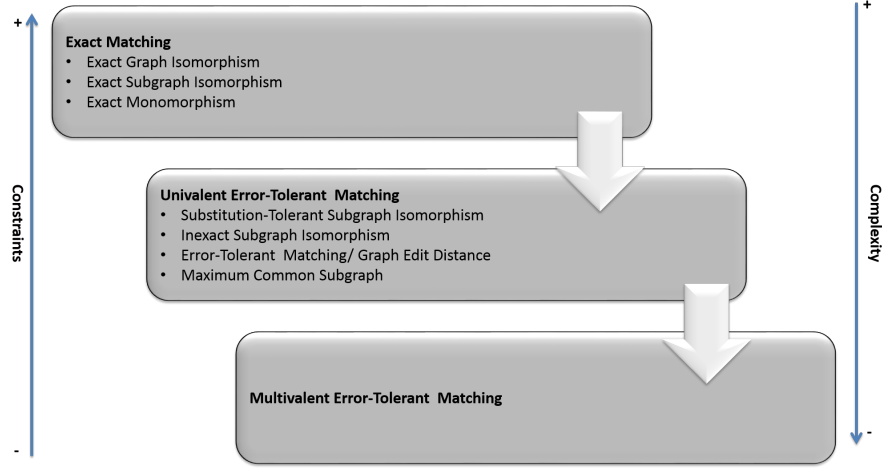 +
Exact Matching
• Exact Graph Isomorphism
• Exact Subgraph Isomorphism
• Exact Monomorphism
Univalent Error-Tolerant Matching
• Substitution-Tolerant Subgraph Isomorphism
• Inexact Subgraph Isomorphism
• Error-Tolerant Matching/ Graph Edit Distance
• Maximum Common Subgraph
Multivalent Error-Tolerant Matching
Constraints
-
+
Complexity
-